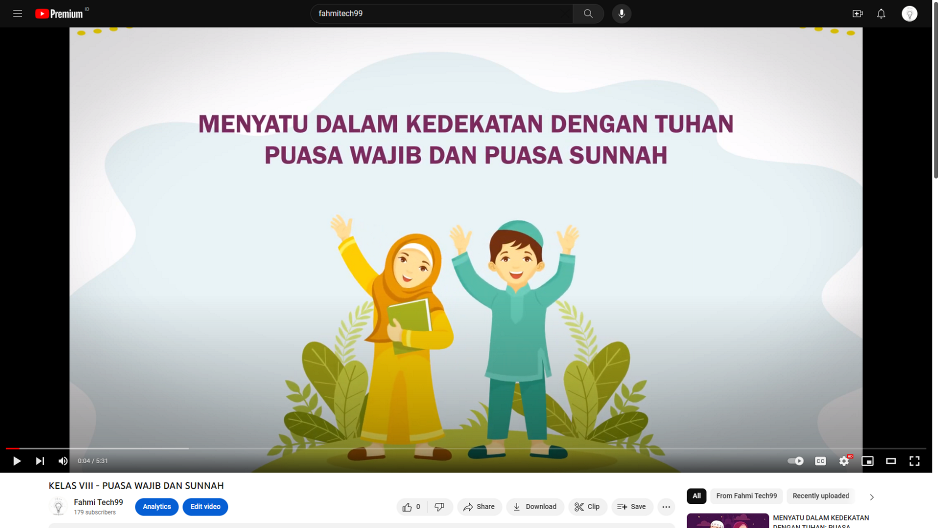 Premium ID
fahmitech99
MENYATU DALAM KEDEKATAN DENGAN TUHAN
PUASA WAJIB DAN PUASA SUNNAH
0:04 / 5:31
CC
KELAS VIII - PUASA WAJIB DAN SUNNAH
Fahmi Tech99
179 subscribers
Analytics
Edit video
0
Share
Download
Clip
Save
All
From Fahmi Tech99
Recently uploaded
MENYATU DALAM KEDEKATAN
DENGAN TUHAN: PUASA